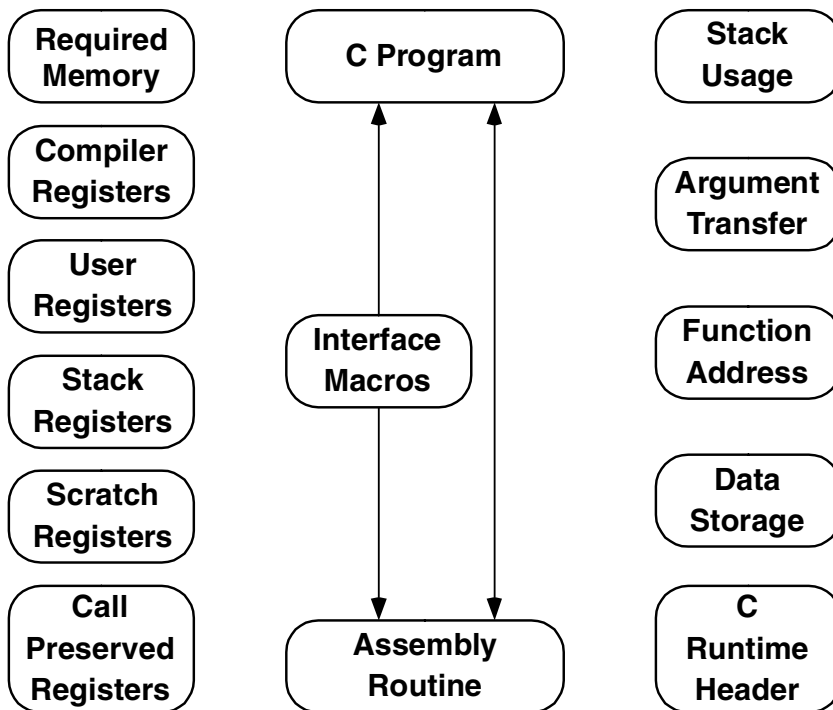 Required
Memory
Compiler
Registers
User
Registers
Stack
Registers
Scratch
Registers
Call
Preserved
Registers
C Program
Interface
Macros
Assembly
Routine
Stack
Usage
Argument
Transfer
Function
Address
Data
Storage
C
Runtime
Header